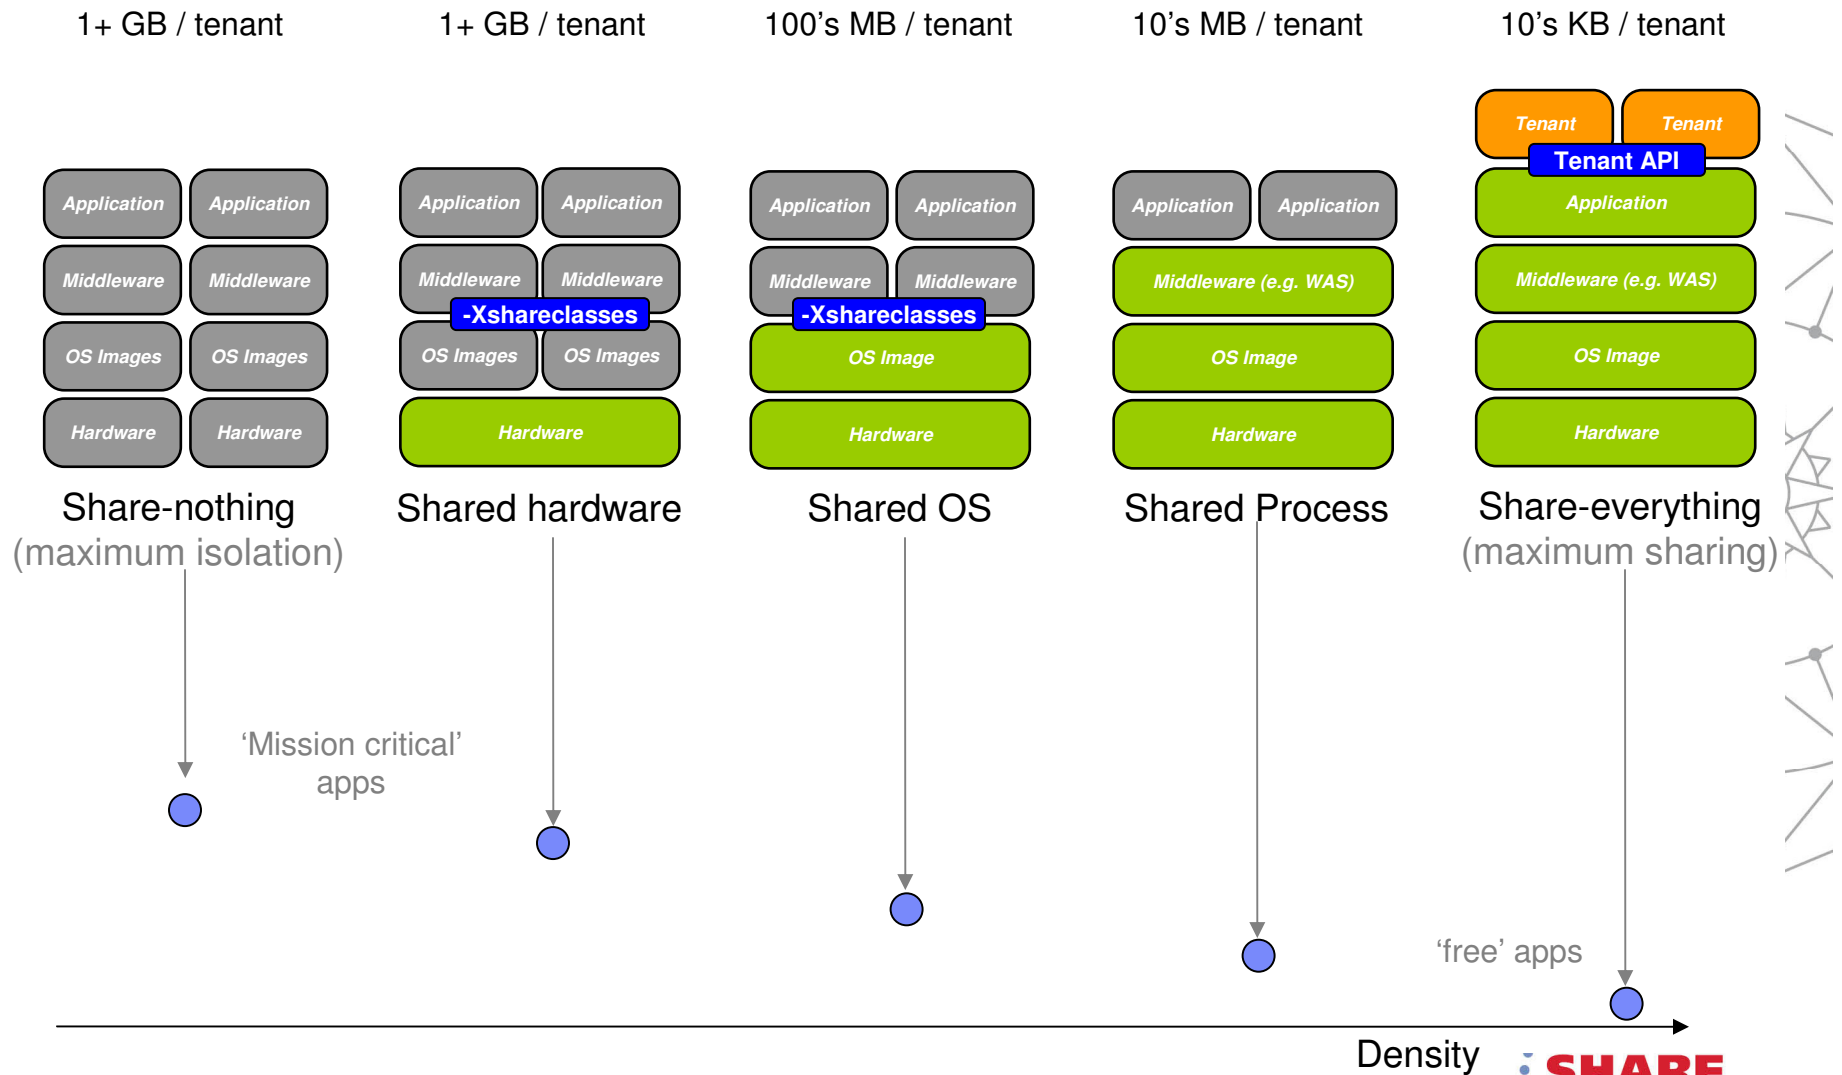 1+ GB / tenant
1+ GB / tenant
100's MB / tenant
10's MB / tenant
10's KB / tenant
Tenant
Tenant
Tenant API
Application
Application
Application
Application
Application
Application
Application
Application
Application
Middleware
Middleware
Middleware
Middleware
Middleware
Middleware
Middleware (e.g. WAS)
Middleware (e.g. WAS)
-Xshareclasses
-Xshareclasses
OS Images
OS Images
OS Images
OS Images
OS Image
OS Image
OS Image
Hardware
Hardware
Hardware
Hardware
Hardware
Hardware
Share-nothing
(maximum isolation)
Shared hardware
Shared OS
Shared Process
Share-everything
(maximum sharing)
‘Mission critical’
apps
‘free’ apps
Density
SHARE